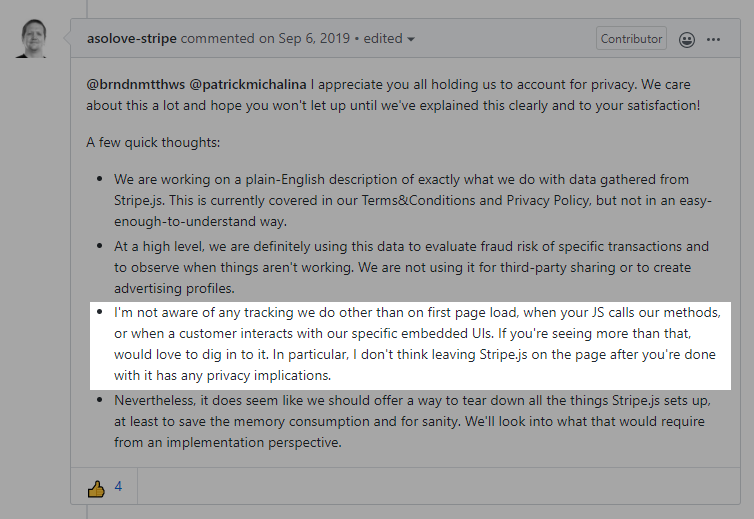 asolove-stripe commented on Sep 6, 2019 • edited
Contributor
@brndnmtthws @patrickmichalina I appreciate you all holding us to account for privacy. We care
about this a lot and hope you won't let up until we've explained this clearly and to your satisfaction!
A few quick thoughts:
• We are working on a plain-English description of exactly what we do with data gathered from
Stripe.js. This is currently covered in our Terms&Conditions and Privacy Policy, but not in an easy-
enough-to-understand way.
• At a high level, we are definitely using this data to evaluate fraud risk of specific transactions and
to observe when things aren't working. We are not using it for third-party sharing or to create
advertising profiles.
• I'm not aware of any tracking we do other than on first page load, when your JS calls our methods,
or when a customer interacts with our specific embedded UIs. If you're seeing more than that,
would love to dig in to it. In particular, I don't think leaving Stripe.js on the page after you're done
with it has any privacy implications.
• Nevertheless, it does seem like we should offer a way to tear down all the things Stripe.js sets up,
at least to save the memory consumption and for sanity. We'll look into what that would require
from an implementation perspective.
4